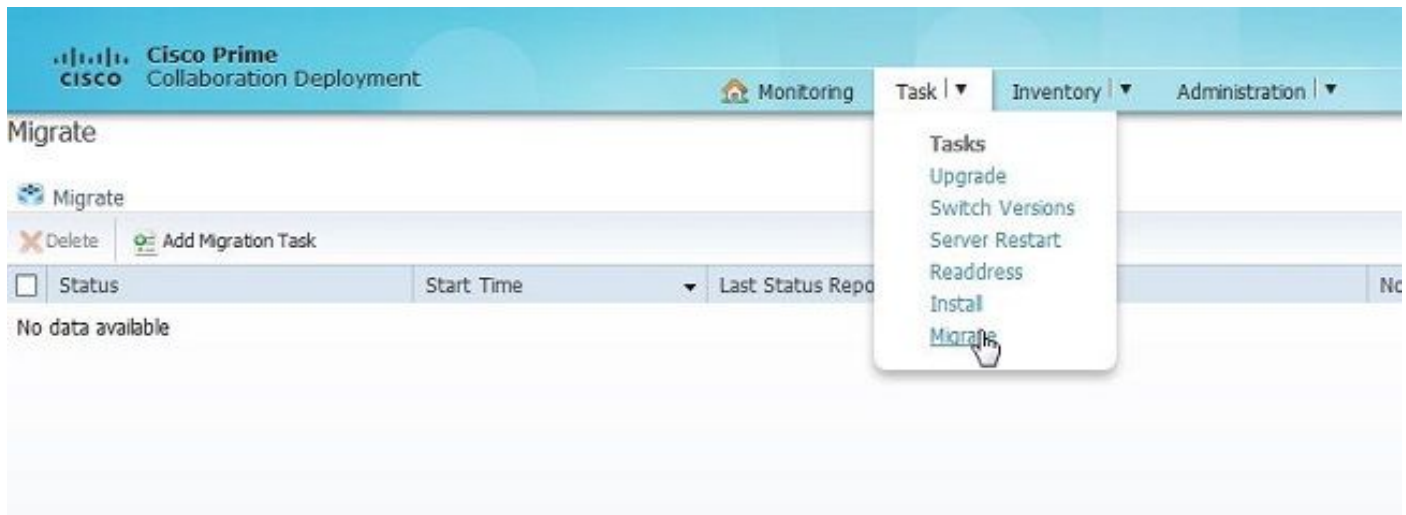 Cisco Prime
CISCO Collaboration Deployment
Monitoring Task Inventory Administration
Migrate
Tasks
Upgrade
Switch Versions
Server Restart
Readdress
Install
Migrate
Migrate
Delete Add Migration Task
Status Start Time Last Status Repo No
No data available